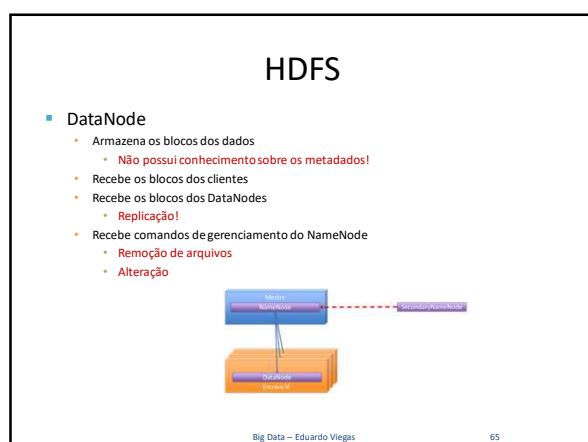 HDFS
DataNode
Armazena os blocos dos dados
Não possui conhecimento sobre os metadados!
Recebe os blocos dos clientes
Recebe os blocos dos DataNodes
Replicação!
Recebe comandos de gerenciamento do NameNode
Remoção de arquivos
Alteração
Mestre
NameNode
SecondaryNameNode
DataNode
Escravo N
Big Data – Eduardo Viegas
65